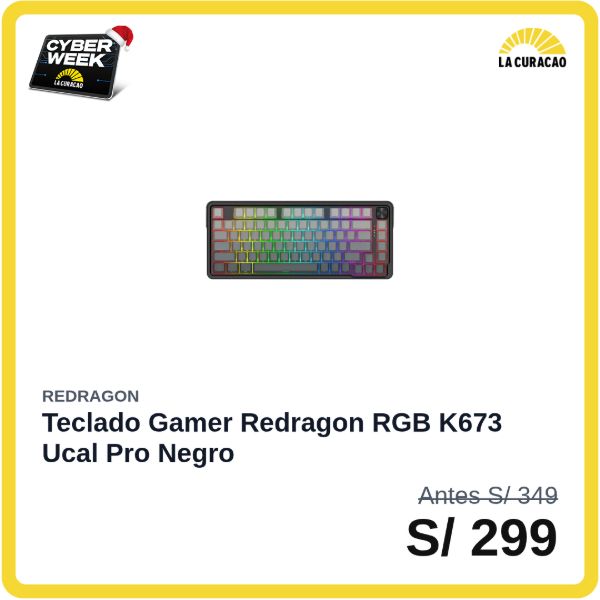 CYBER
WEEK
LA CURACAO
LA CURACAO
REDRAGON
Teclado Gamer Redragon RGB K673
Ucal Pro Negro
Antes S/ 349
S/ 299